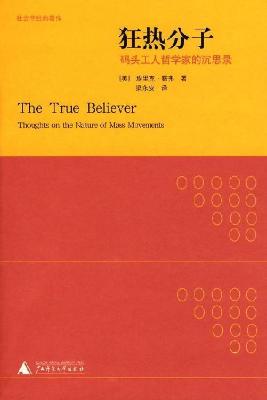 社会学经典著作
狂热分子
码头工人哲学家的沉思录
[美] 埃里克·霍弗 著
梁永安 译
The True Believer
Thoughts on the Nature of Mass Movements
广西师范大学出版社